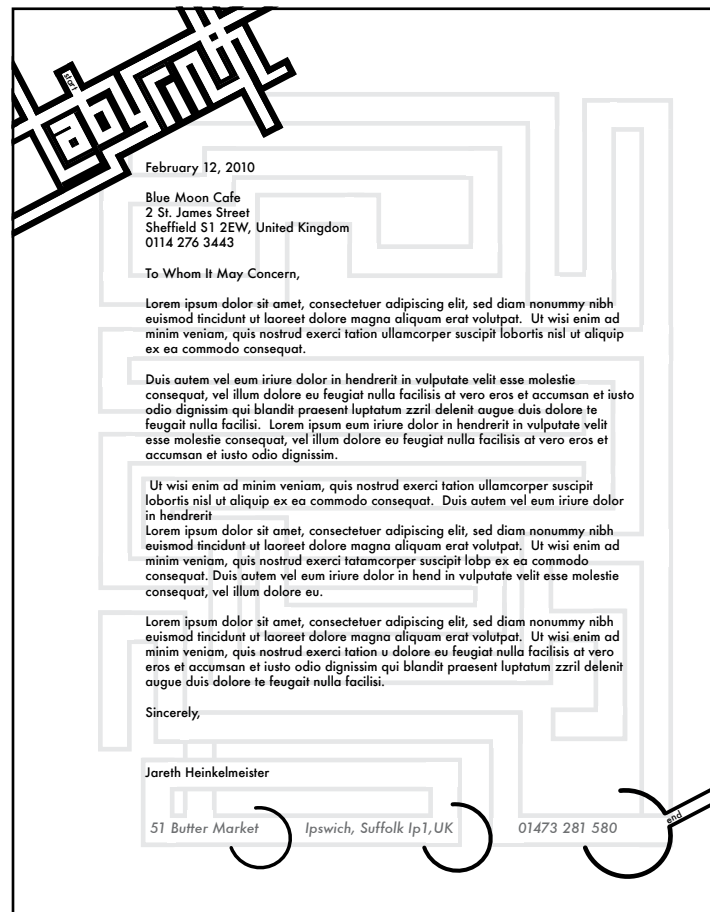 start
Labyrinth
February 12, 2010
Blue Moon Cafe
2 St. James Street
Sheffield S1 2EW, United Kingdom
0114 276 3443
To Whom It May Concern,
Lorem ipsum dolor sit amet, consectetuer adipiscing elit, sed diam nonummy nibh
euismod tincidunt ut laoreet dolore magna aliquam erat volutpat.  Ut wisi enim ad
minim veniam, quis nostrud exerci tation ullamcorper suscipit lobortis nisl ut aliquip
ex ea commodo consequat.
Duis autem vel eum iriure dolor in hendrerit in vulputate velit esse molestie
consequat, vel illum dolore eu feugiat nulla facilisis at vero eros et accumsan et iusto
odio dignissim qui blandit praesent luptatum zzril delenit augue duis dolore te
feugait nulla facilisi.  Lorem ipsum eum iriure dolor in hendrerit in vulputate velit
esse molestie consequat, vel illum dolore eu feugiat nulla facilisis at vero eros et
accumsan et iusto odio dignissim.
Ut wisi enim ad minim veniam, quis nostrud exerci tation ullamcorper suscipit
lobortis nisl ut aliquip ex ea commodo consequat.  Duis autem vel eum iriure dolor
in hendrerit
Lorem ipsum dolor sit amet, consectetuer adipiscing elit, sed diam nonummy nibh
euismod tincidunt ut laoreet dolore magna aliquam erat volutpat.  Ut wisi enim ad
minim veniam, quis nostrud exerci tatamcorper suscipit lobp ex ea commodo
consequat. Duis autem vel eum iriure dolor in hend in vulputate velit esse molestie
consequat, vel illum dolore eu.
Lorem ipsum dolor sit amet, consectetuer adipiscing elit, sed diam nonummy nibh
euismod tincidunt ut laoreet dolore magna aliquam erat volutpat.  Ut wisi enim ad
minim veniam, quis nostrud exerci tation u dolore eu feugiat nulla facilisis at vero
eros et accumsan et iusto odio dignissim qui blandit praesent luptatum zzril delenit
augue duis dolore te feugait nulla facilisi.
Sincerely,
Jareth Heinkelmeister
end
51 Butter Market Ipswich, Suffolk Ip1,UK 01473 281 580